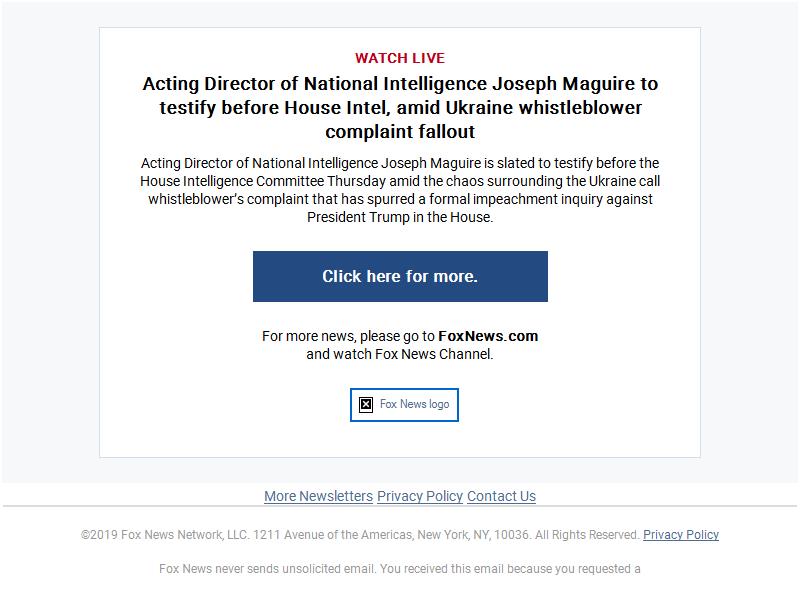 WATCH LIVE
Acting Director of National Intelligence Joseph Maguire to
testify before House Intel, amid Ukraine whistleblower
complaint fallout
Acting Director of National Intelligence Joseph Maguire is slated to testify before the
House Intelligence Committee Thursday amid the chaos surrounding the Ukraine call
whistleblower’s complaint that has spurred a formal impeachment inquiry against
President Trump in the House.
Click here for more.
For more news, please go to FoxNews.com
and watch Fox News Channel.
Fox News logo
More Newsletters Privacy Policy Contact Us
©2019 Fox News Network, LLC. 1211 Avenue of the Americas, New York, NY, 10036. All Rights Reserved. Privacy Policy
Fox News never sends unsolicited email. You received this email because you requested a